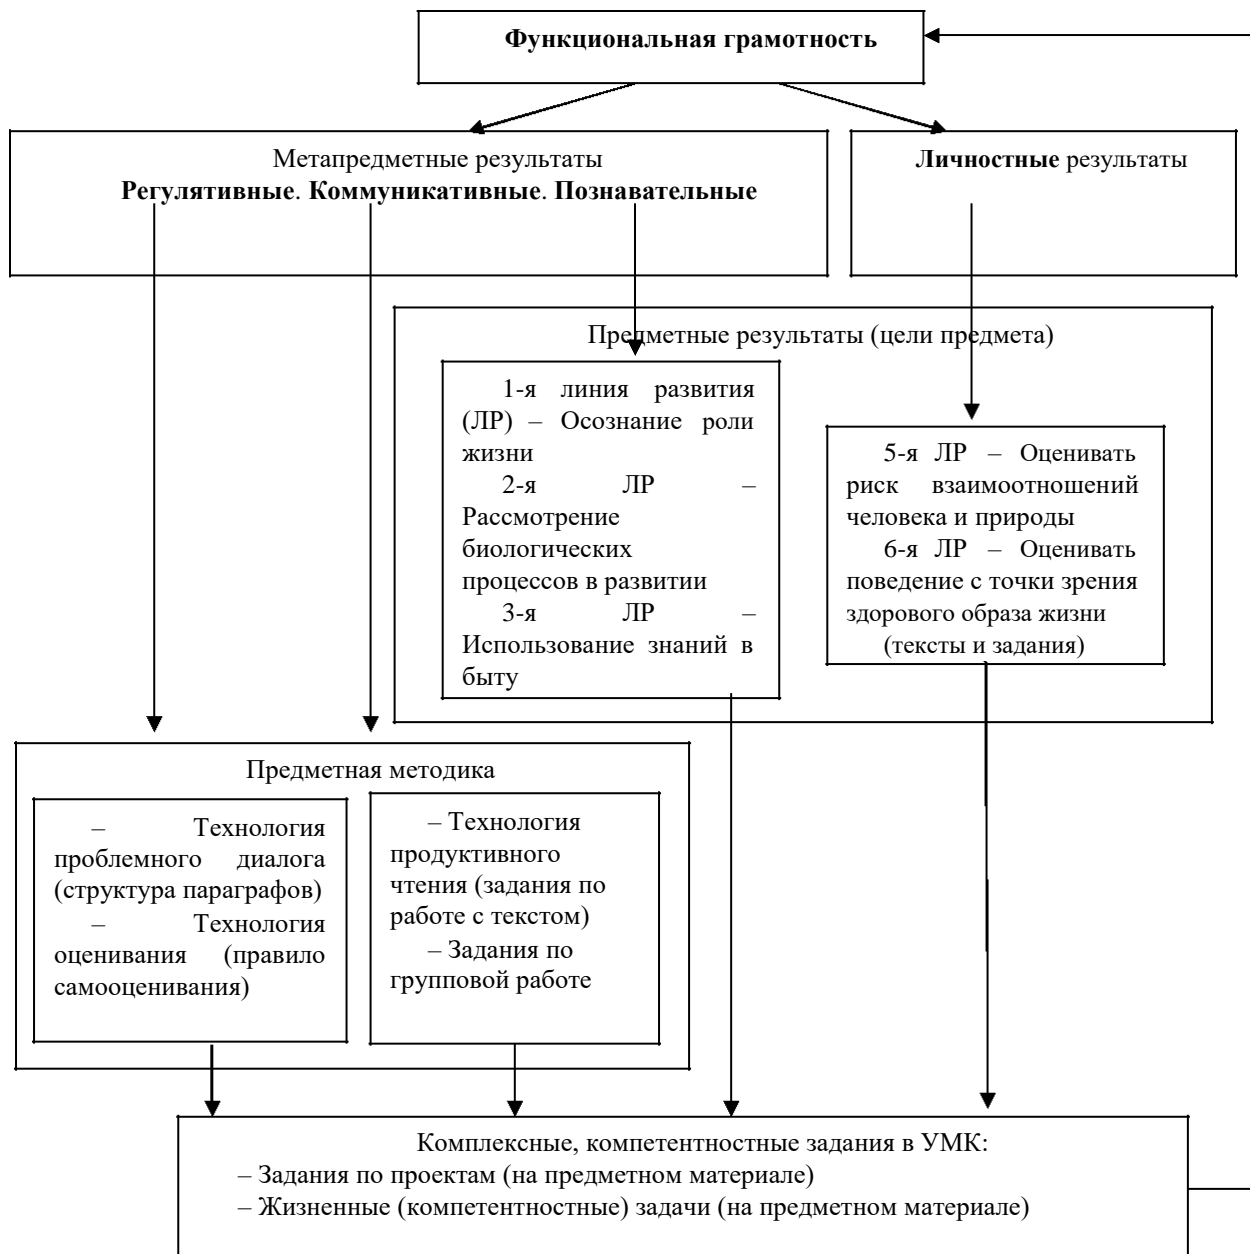 Функциональная грамотность
Метапредметные результаты
Регулятивные. Коммуникативные. Познавательные
Личностные результаты
Предметные результаты (цели предмета)
1-я линия развития
(ЛР) – Осознание роли
жизни
2-я ЛР –
Рассмотрение
биологических
процессов в развитии
3-я ЛР –
Использование знаний в
быту
5-я ЛР – Оценивать
риск взаимоотношений
человека и природы
6-я ЛР – Оценивать
поведение с точки зрения
здорового образа жизни
(тексты и задания)
Предметная методика
– Технология
проблемного диалога
(структура параграфов)
– Технология
оценивания (правило
самооценивания)
– Технология
продуктивного
чтения (задания по
работе с текстом)
– Задания по
групповой работе
Комплексные, компетентностные задания в УМК:
– Задания по проектам (на предметном материале)
– Жизненные (компетентностные) задачи (на предметном материале)